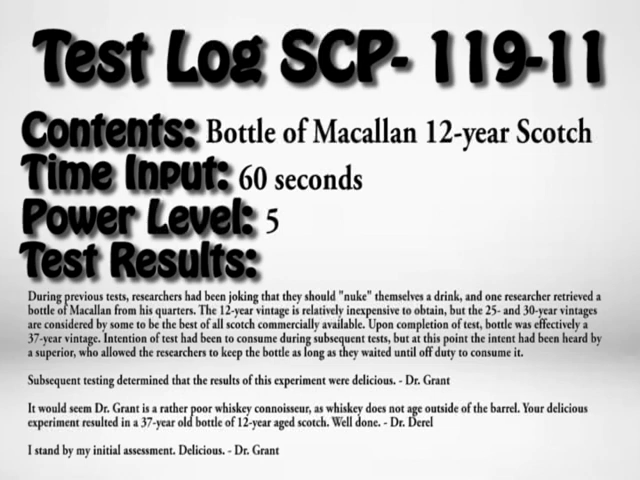 Test Log SCP- 119-11
Contents: Bottle of Macallan 12-year Scotch
Time Input: 60 seconds
Power Level: 5
Test Results:
During previous tests, researchers had been joking that they should "nuke" themselves a drink, and one researcher retrieved a
bottle of Macallan from his quarters. The 12-year vintage is relatively inexpensive to obtain, but the 25- and 30-year vintages
are considered by some to be the best of all scotch commercially available. Upon completion of test, bottle was effectively a
37-year vintage. Intention of test had been to consume during subsequent tests, but at this point the intent had been heard by
a superior, who allowed the researchers to keep the bottle as long as they waited until off duty to consume it.
Subsequent testing determined that the results of this experiment were delicious. - Dr. Grant
It would seem Dr. Grant is a rather poor whiskey connoisseur, as whiskey does not age outside of the barrel. Your delicious
experiment resulted in a 37-year old bottle of 12-year aged scotch. Well done. - Dr. Derel
I stand by my initial assessment. Delicious. - Dr. Grant